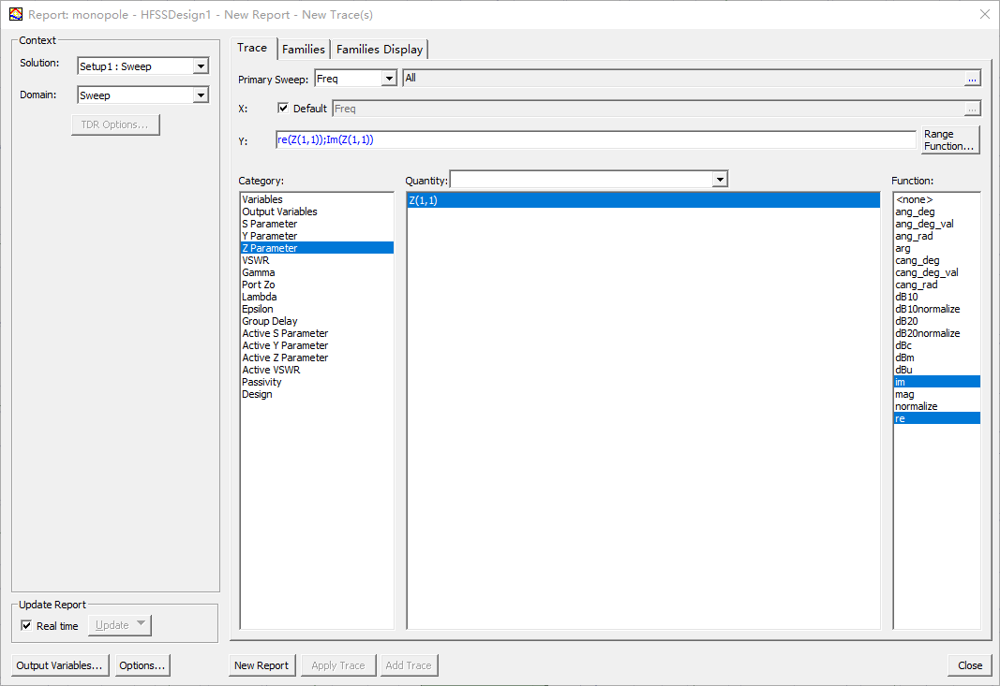 Report: monopole - HFSSDesign1 - New Report - New Trace(s)
Context
Solution:
Setup1 : Sweep
Domain:
Sweep
TDR Options...
Update Report
Real time
Update
Output Variables...
Options...
Trace
Families
Families Display
Primary Sweep:
Freq
All
...
X:
Default
Freq
...
Y:
re(Z(1,1));Im(Z(1,1))
Range
Function...
Category:
Variables
Output Variables
S Parameter
Y Parameter
Z Parameter
VSWR
Gamma
Port Zo
Lambda
Epsilon
Group Delay
Active S Parameter
Active Y Parameter
Active Z Parameter
Active VSWR
Passivity
Design
Quantity:
Z(1,1)
Function:
<none>
ang_deg
ang_deg_val
ang_rad
arg
cang_deg
cang_deg_val
cang_rad
dB10
dB10normalize
dB20
dB20normalize
dBc
dBm
dBu
im
mag
normalize
re
New Report
Apply Trace
Add Trace
Close